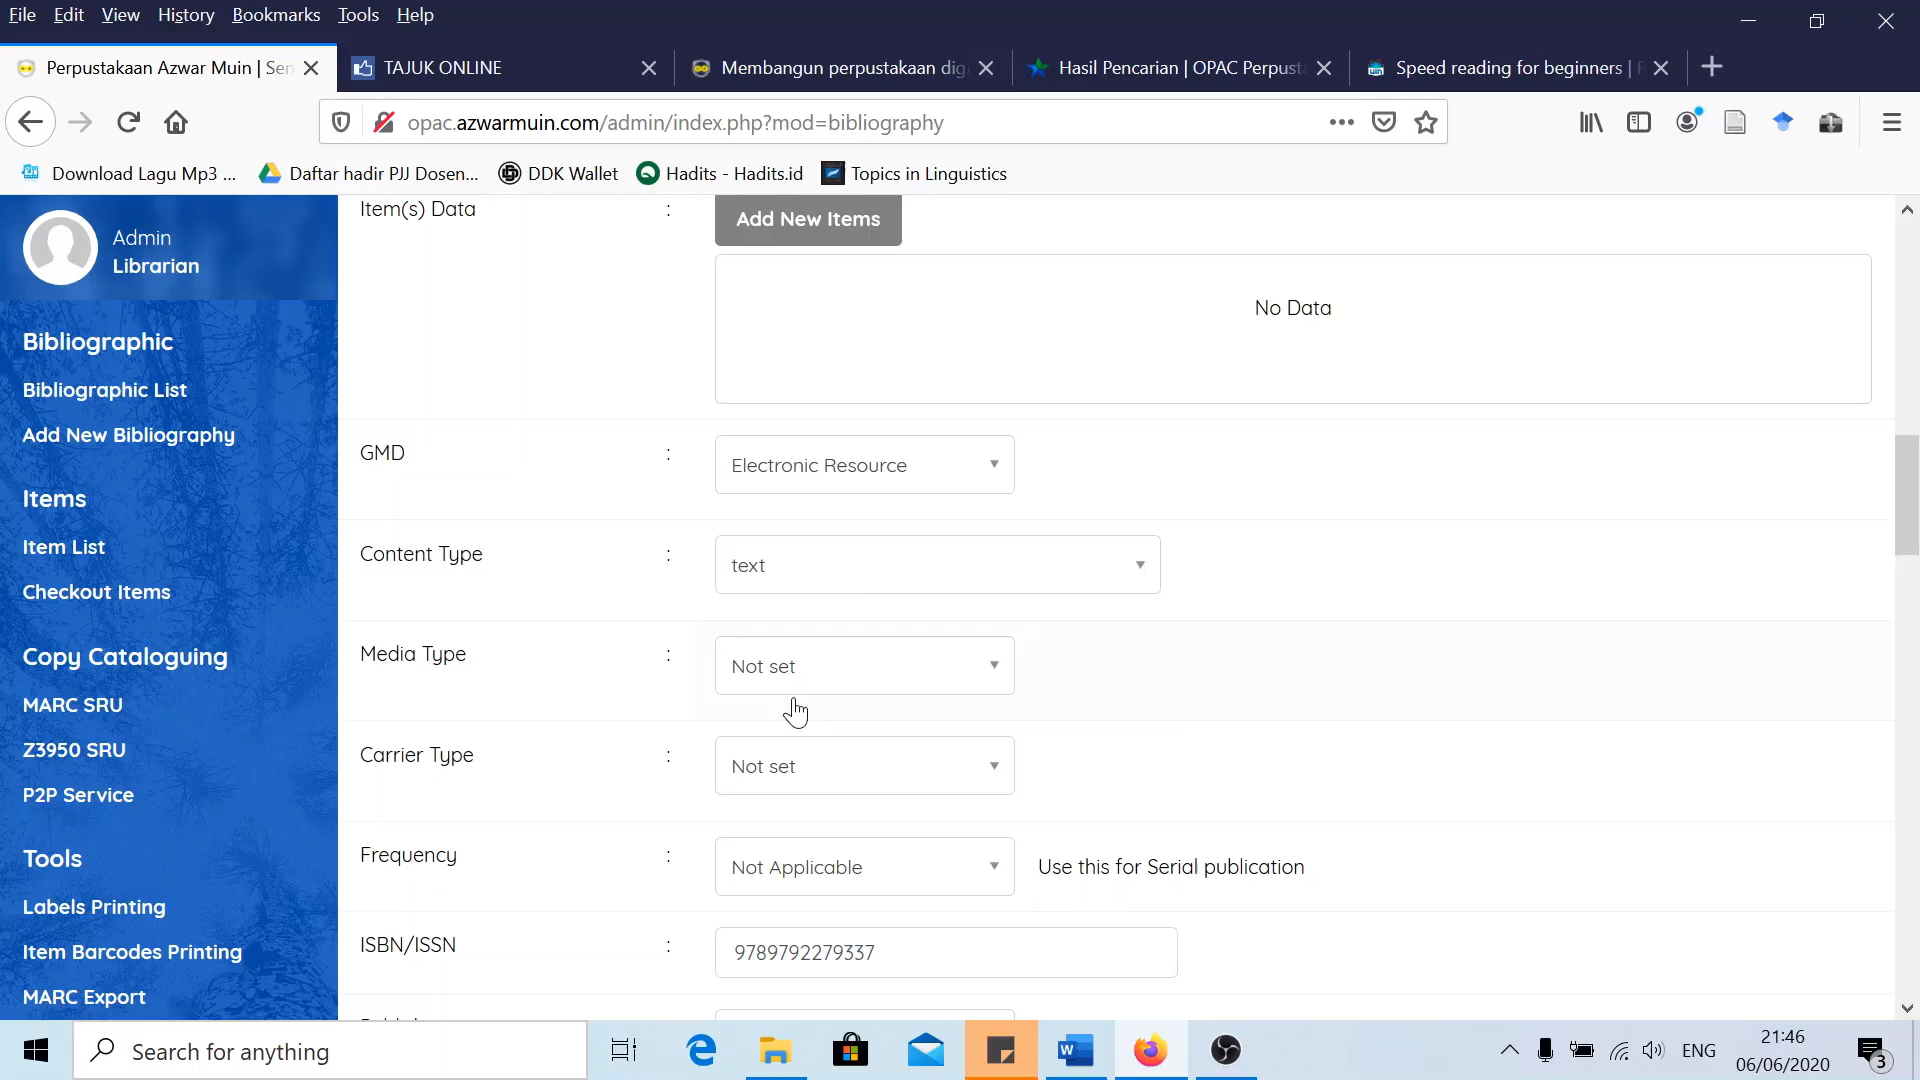 File Edit View History Bookmarks Tools Help
Perpustakaan Azwar Muin | Sen
TAJUK ONLINE
Membangun perpustakaan digi
Hasil Pencarian | OPAC Perpusta
Speed reading for beginners |
opac.azwarmuin.com/admin/index.php?mod=bibliography
Download Lagu Mp3 ...
Daftar hadir PJJ Dosen...
DDK Wallet
Hadits - Hadits.id
Topics in Linguistics
Admin
Librarian
Bibliographic
Bibliographic List
Add New Bibliography
Items
Item List
Checkout Items
Copy Cataloguing
MARC SRU
Z3950 SRU
P2P Service
Tools
Labels Printing
Item Barcodes Printing
MARC Export
Item(s) Data : Add New Items
No Data
GMD : Electronic Resource
Content Type : text
Media Type : Not set
Carrier Type : Not set
Frequency : Not Applicable Use this for Serial publication
ISBN/ISSN : 9789792279337
Search for anything
ENG
21:46
06/06/2020
3